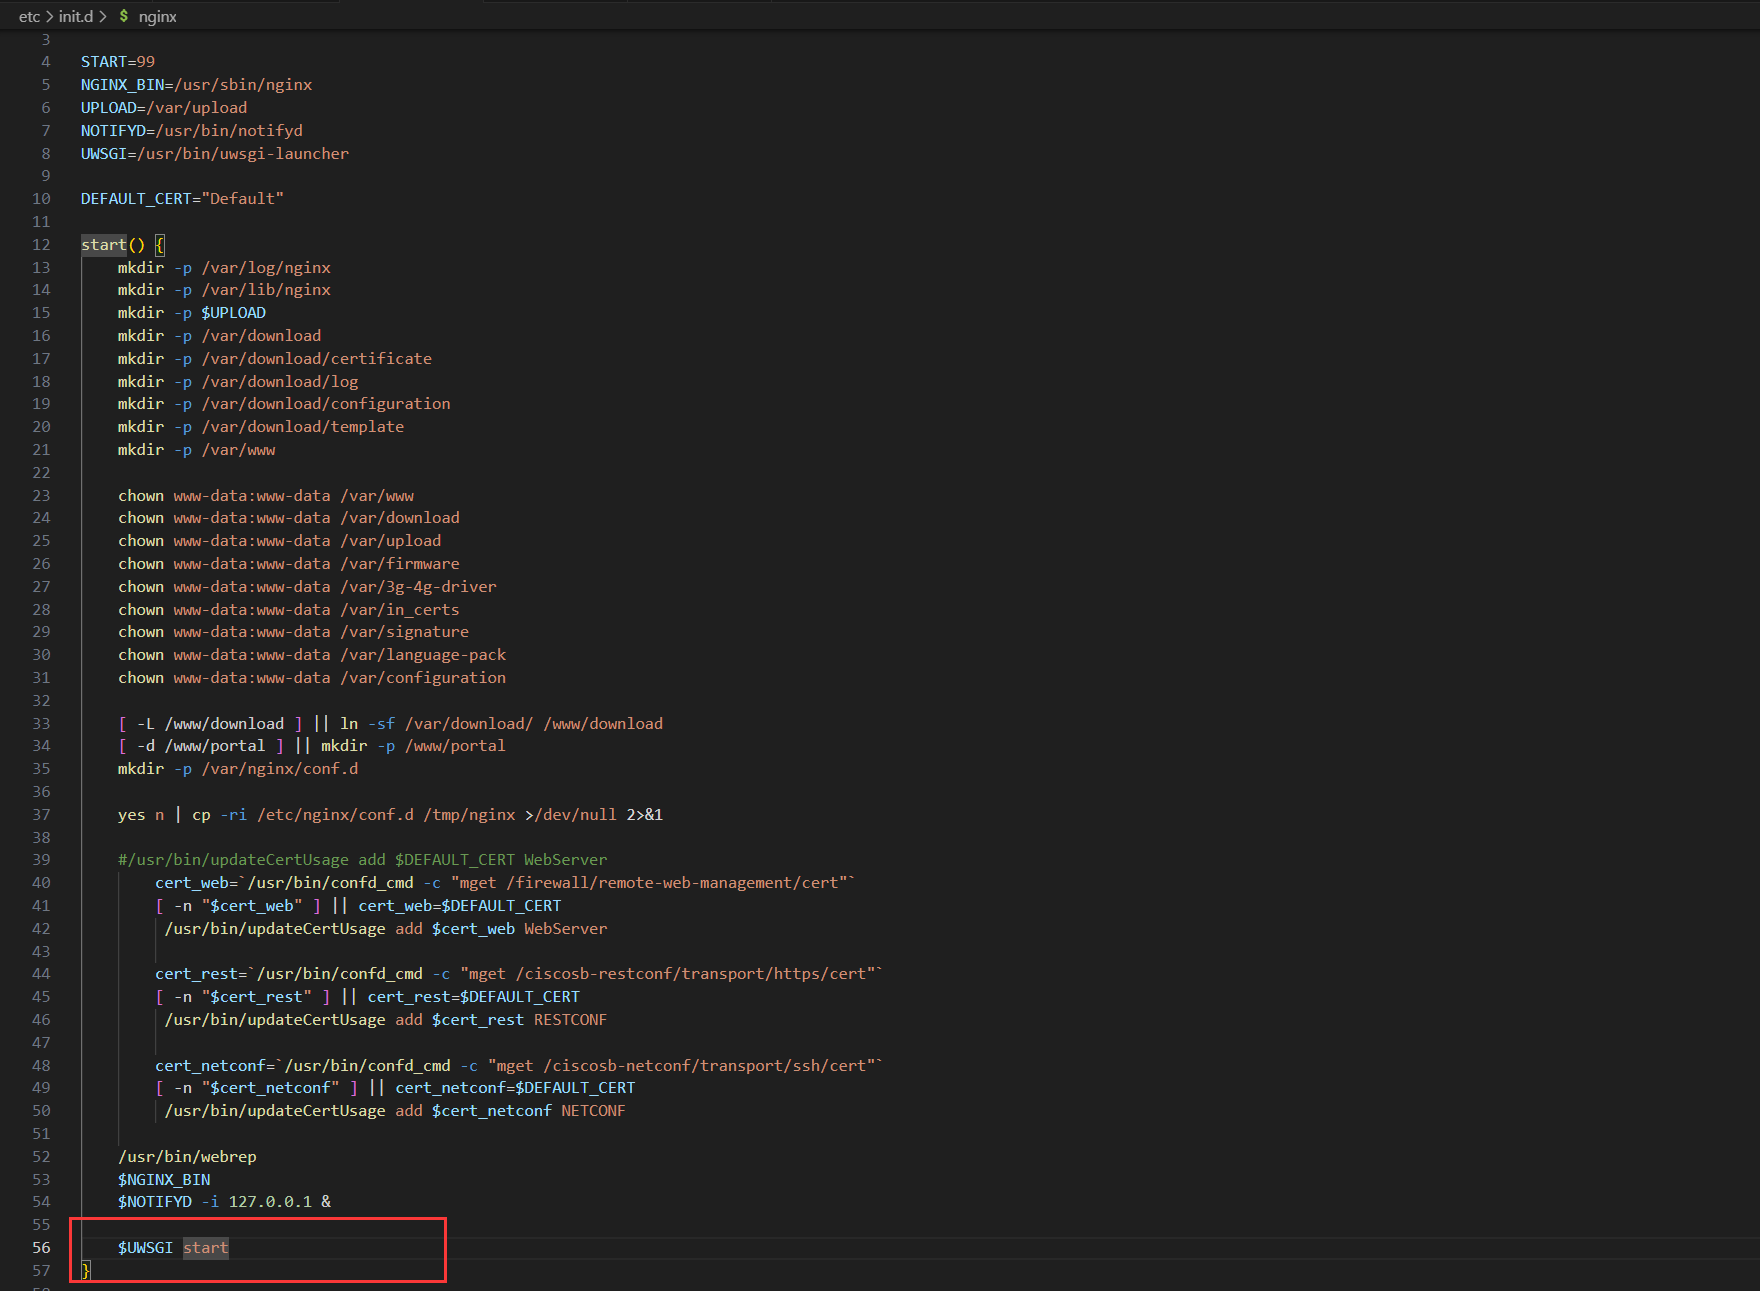 etc > init.d > $ nginx
3
4 START=99
5 NGINX_BIN=/usr/sbin/nginx
6 UPLOAD=/var/upload
7 NOTIFYD=/usr/bin/notifyd
8 UWSGI=/usr/bin/uwsgi-launcher
9
10 DEFAULT_CERT="Default"
11
12 start() {
13     mkdir -p /var/log/nginx
14     mkdir -p /var/lib/nginx
15     mkdir -p $UPLOAD
16     mkdir -p /var/download
17     mkdir -p /var/download/certificate
18     mkdir -p /var/download/log
19     mkdir -p /var/download/configuration
20     mkdir -p /var/download/template
21     mkdir -p /var/www
22
23     chown www-data:www-data /var/www
24     chown www-data:www-data /var/download
25     chown www-data:www-data /var/upload
26     chown www-data:www-data /var/firmware
27     chown www-data:www-data /var/3g-4g-driver
28     chown www-data:www-data /var/in_certs
29     chown www-data:www-data /var/signature
30     chown www-data:www-data /var/language-pack
31     chown www-data:www-data /var/configuration
32
33     [ -L /www/download ] || ln -sf /var/download/ /www/download
34     [ -d /www/portal ] || mkdir -p /www/portal
35     mkdir -p /var/nginx/conf.d
36
37     yes n | cp -ri /etc/nginx/conf.d /tmp/nginx >/dev/null 2>&1
38
39     #/usr/bin/updateCertUsage add $DEFAULT_CERT WebServer
40         cert_web=`/usr/bin/confd_cmd -c "mget /firewall/remote-web-management/cert"`
41         [ -n "$cert_web" ] || cert_web=$DEFAULT_CERT
42          /usr/bin/updateCertUsage add $cert_web WebServer
43
44         cert_rest=`/usr/bin/confd_cmd -c "mget /ciscosb-restconf/transport/https/cert"`
45         [ -n "$cert_rest" ] || cert_rest=$DEFAULT_CERT
46          /usr/bin/updateCertUsage add $cert_rest RESTCONF
47
48         cert_netconf=`/usr/bin/confd_cmd -c "mget /ciscosb-netconf/transport/ssh/cert"`
49         [ -n "$cert_netconf" ] || cert_netconf=$DEFAULT_CERT
50          /usr/bin/updateCertUsage add $cert_netconf NETCONF
51
52     /usr/bin/webrep
53     $NGINX_BIN
54     $NOTIFYD -i 127.0.0.1 &
55
56     $UWSGI start
57 }
58